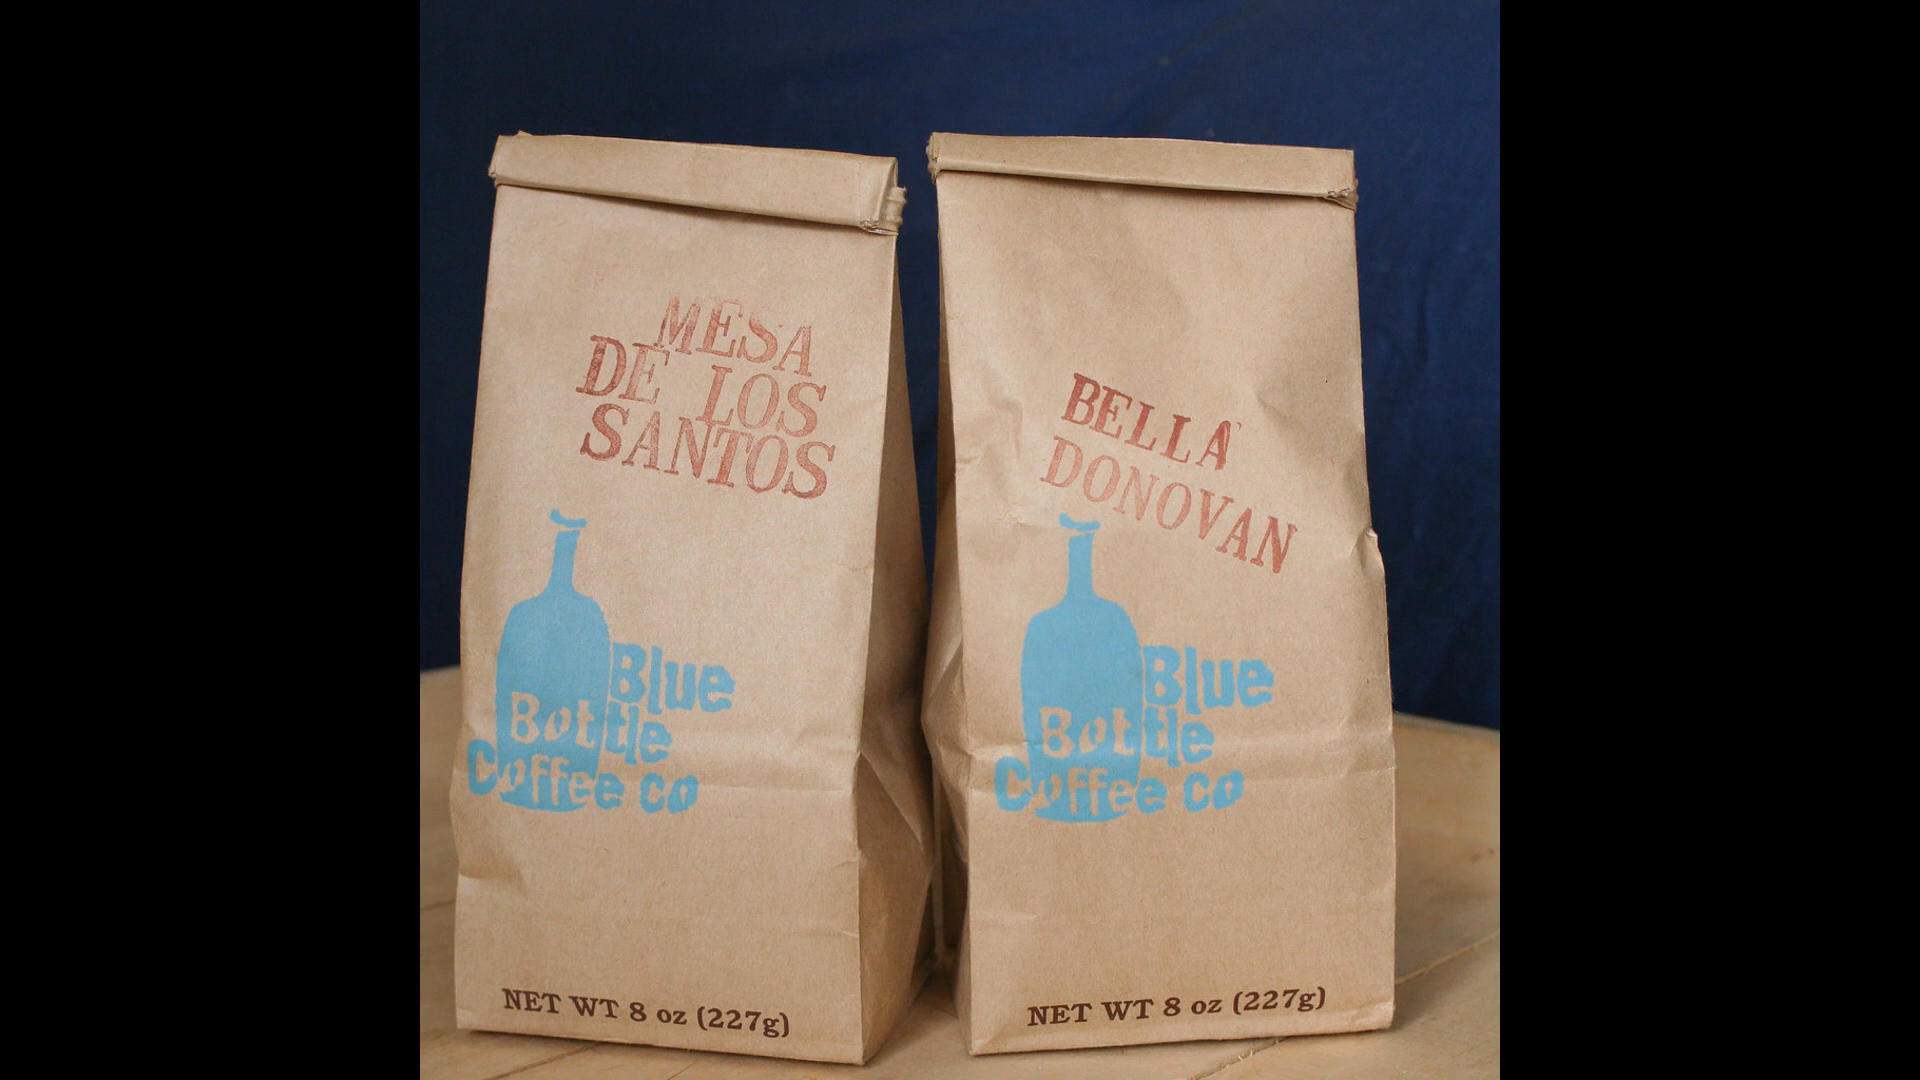 MESA
DE LOS
SANTOS
Blue
Bottle
Coffee co
NET WT 8 oz (227g)
BELLA
DONOVAN
Blue
Bottle
Coffee co
NET WT 8 oz (227g)